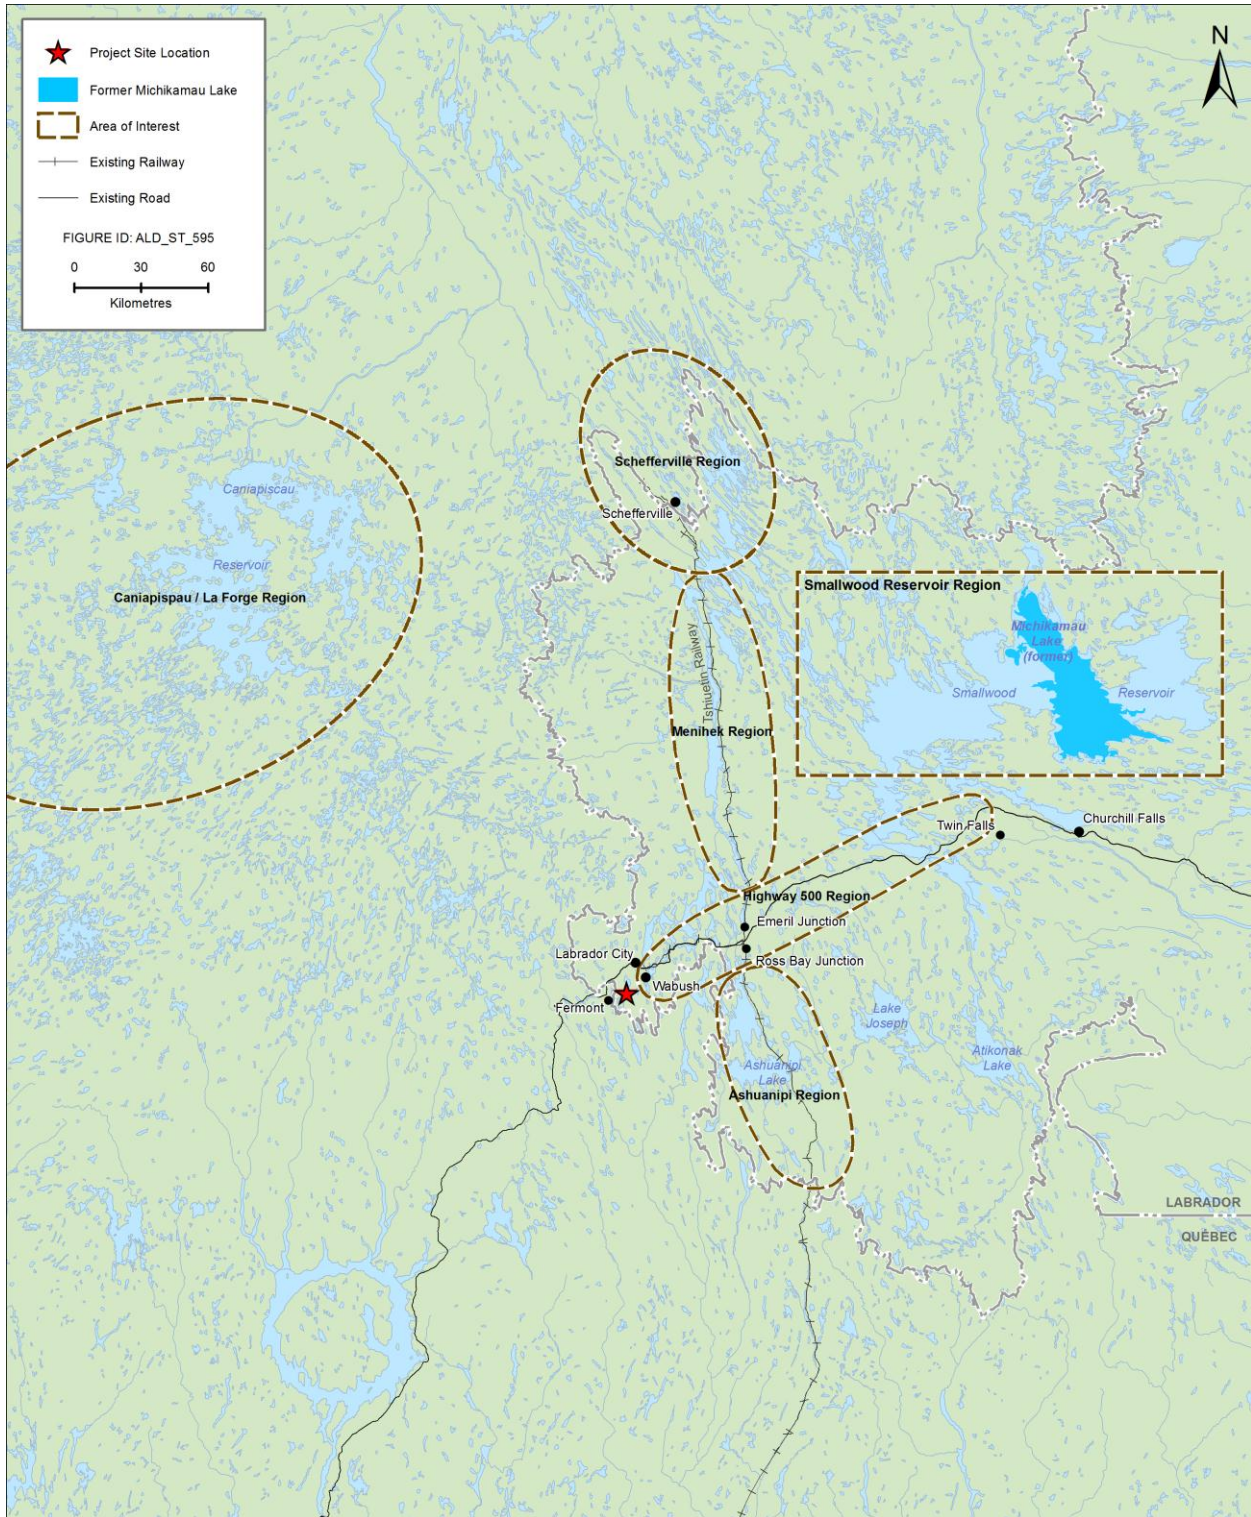 Project Site Location
Former Michikamau Lake
Area of Interest
Existing Railway
Existing Road
FIGURE ID: ALD_ST_595
0 30 60
Kilometres
N
Schefferville Region
Schefferville
Caniapiscau
Reservoir
Caniapispau / La Forge Region
Smallwood Reservoir Region
Michikamau
Lake
(former)
Smallwood
Reservoir
Tshiuetin Railway
Menihek Region
Twin Falls
Churchill Falls
Highway 500 Region
Emeril Junction
Labrador City
Ross Bay Junction
Wabush
Fermont
Lake
Joseph
Atikonak
Lake
Ashuanipi
Lake
Ashuanipi Region
LABRADOR
QUÉBEC